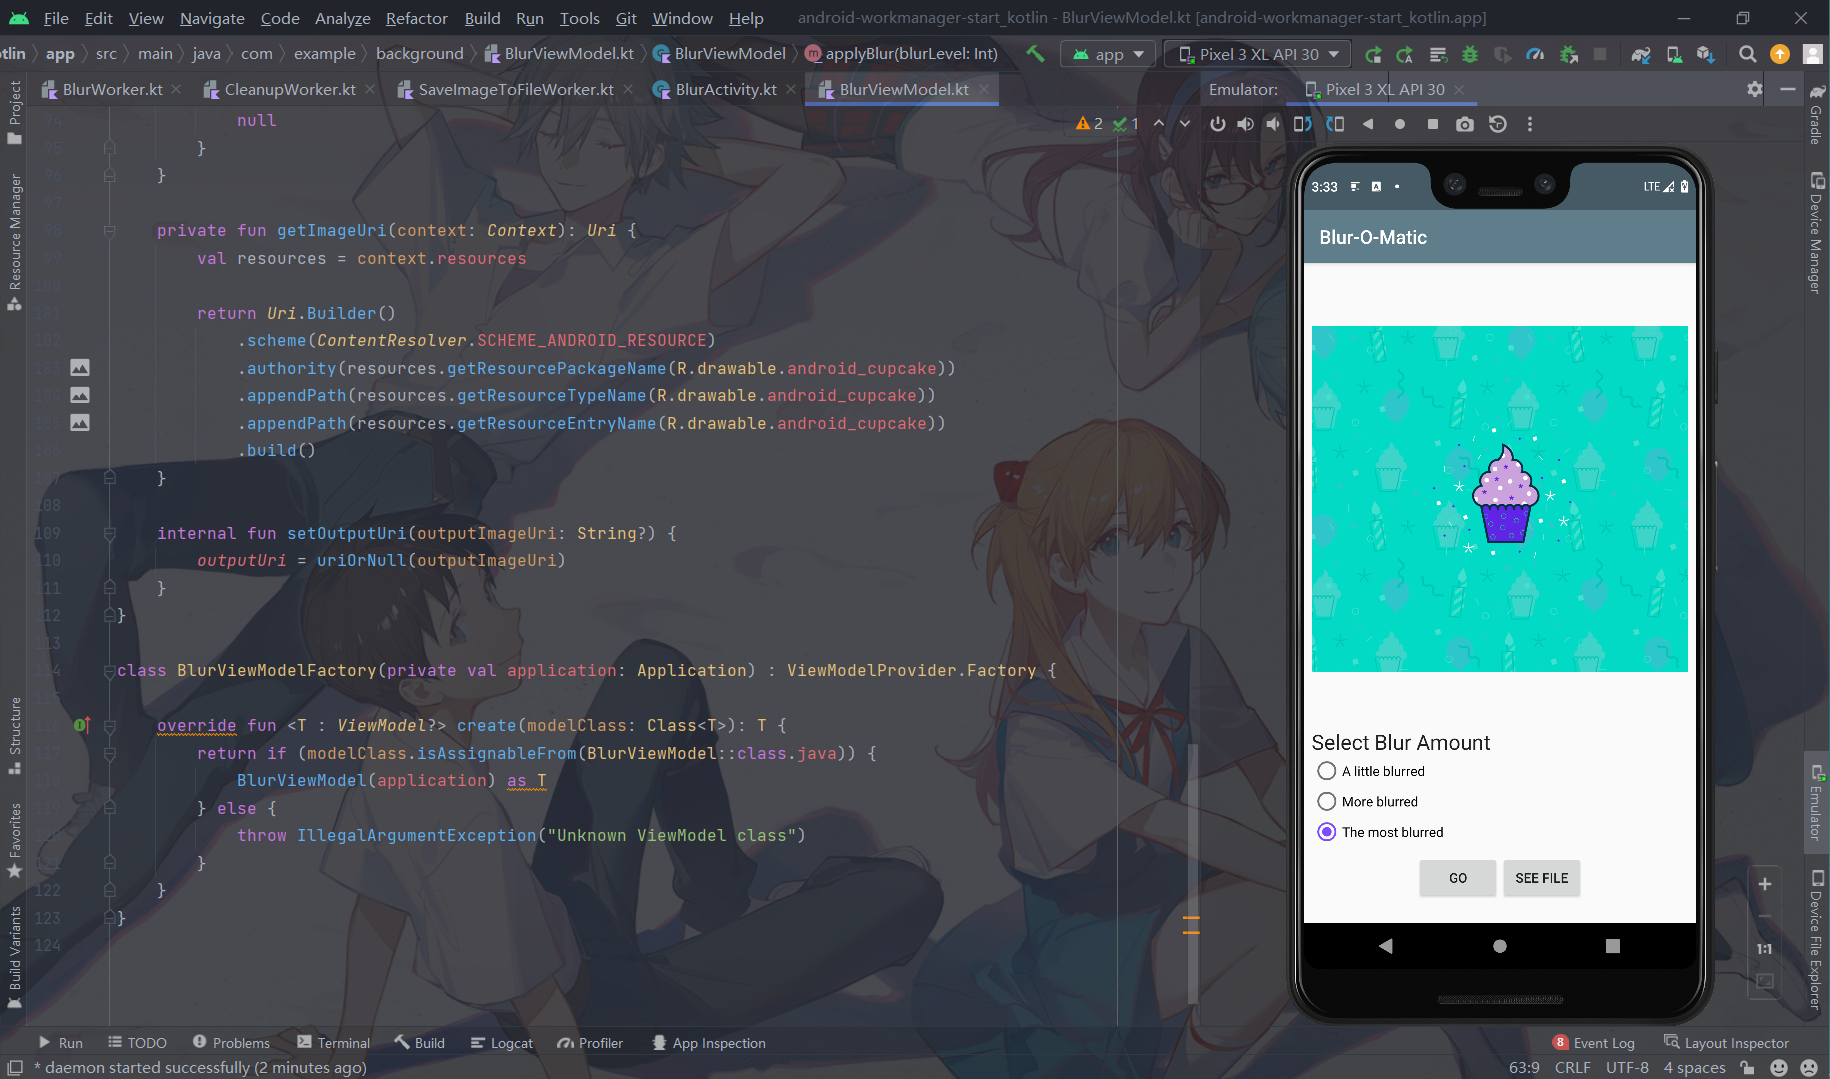 File Edit View Navigate Code Analyze Refactor Build Run Tools Git Window Help android-workmanager-start_kotlin - BlurViewModel.kt [android-workmanager-start_kotlin.app]
tlin app src main java com example background BlurViewModel.kt BlurViewModel applyBlur(blurLevel: Int) app Pixel 3 XL API 30
BlurWorker.kt CleanupWorker.kt SaveImageToFileWorker.kt BlurActivity.kt BlurViewModel.kt Emulator: Pixel 3 XL API 30
2 1
Project
Resource Manager
Structure
Favorites
Build Variants
94 null
95 }
96 }
97
98 private fun getImageUri(context: Context): Uri {
99 val resources = context.resources
100
101 return Uri.Builder()
102 .scheme(ContentResolver.SCHEME_ANDROID_RESOURCE)
103 .authority(resources.getResourcePackageName(R.drawable.android_cupcake))
104 .appendPath(resources.getResourceTypeName(R.drawable.android_cupcake))
105 .appendPath(resources.getResourceEntryName(R.drawable.android_cupcake))
106 .build()
107 }
108
109 internal fun setOutputUri(outputImageUri: String?) {
110 outputUri = uriOrNull(outputImageUri)
111 }
112 }
113
114 class BlurViewModelFactory(private val application: Application) : ViewModelProvider.Factory {
115
116 override fun <T : ViewModel?> create(modelClass: Class<T>): T {
117 return if (modelClass.isAssignableFrom(BlurViewModel::class.java)) {
118 BlurViewModel(application) as T
119 } else {
120 throw IllegalArgumentException("Unknown ViewModel class")
121 }
122 }
123 }
124
3:33 LTE
Blur-O-Matic
Select Blur Amount
A little blurred
More blurred
The most blurred
GO SEE FILE
1:1
Gradle
Device Manager
Emulator
Device File Explorer
Run TODO Problems Terminal Build Logcat Profiler App Inspection 8 Event Log Layout Inspector
* daemon started successfully (2 minutes ago) 63:9 CRLF UTF-8 4 spaces